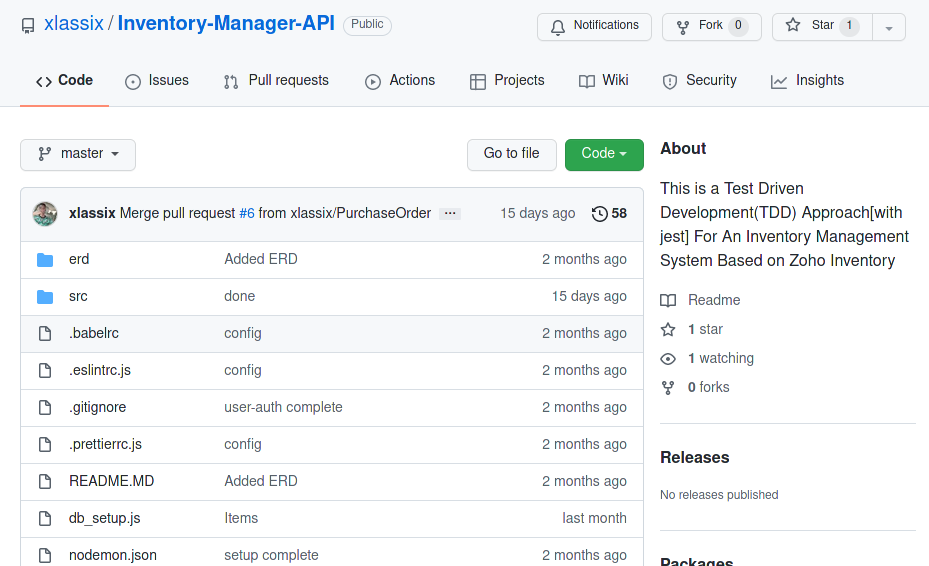 xlassix / Inventory-Manager-API Public
Notifications Fork 0 Star 1
Code Issues Pull requests Actions Projects Wiki Security Insights
master Go to file Code
xlassix Merge pull request #6 from xlassix/PurchaseOrder ... 15 days ago 58
erd Added ERD 2 months ago
src done 15 days ago
.babelrc config 2 months ago
.eslintrc.js config 2 months ago
.gitignore user-auth complete 2 months ago
.prettierrc.js config 2 months ago
README.MD Added ERD 2 months ago
db_setup.js Items last month
nodemon.json setup complete 2 months ago
About
This is a Test Driven
Development(TDD) Approach[with
jest] For An Inventory Management
System Based on Zoho Inventory
Readme
1 star
1 watching
0 forks
Releases
No releases published
Packages